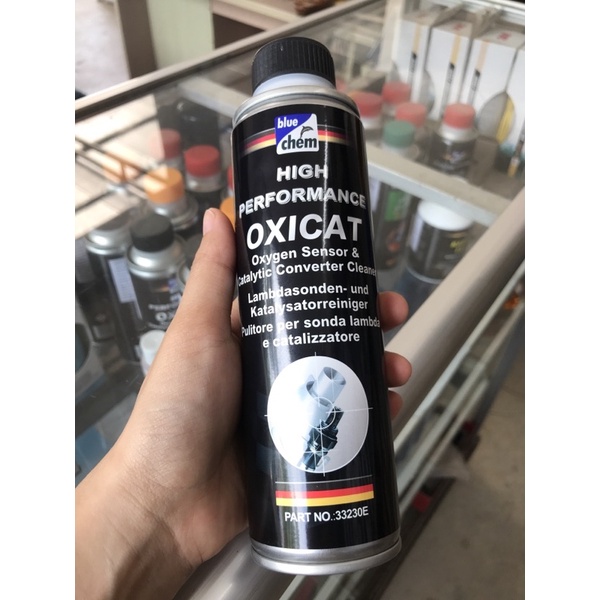 blue
chem
HIGH
PERFORMANCE
OXICAT
Oxygen Sensor &
Catalytic Converter Cleaner
Lambdasonden- und
Katalysatorreiniger
Pulitore per sonda lambda
e catalizzatore
PART NO.:33230E